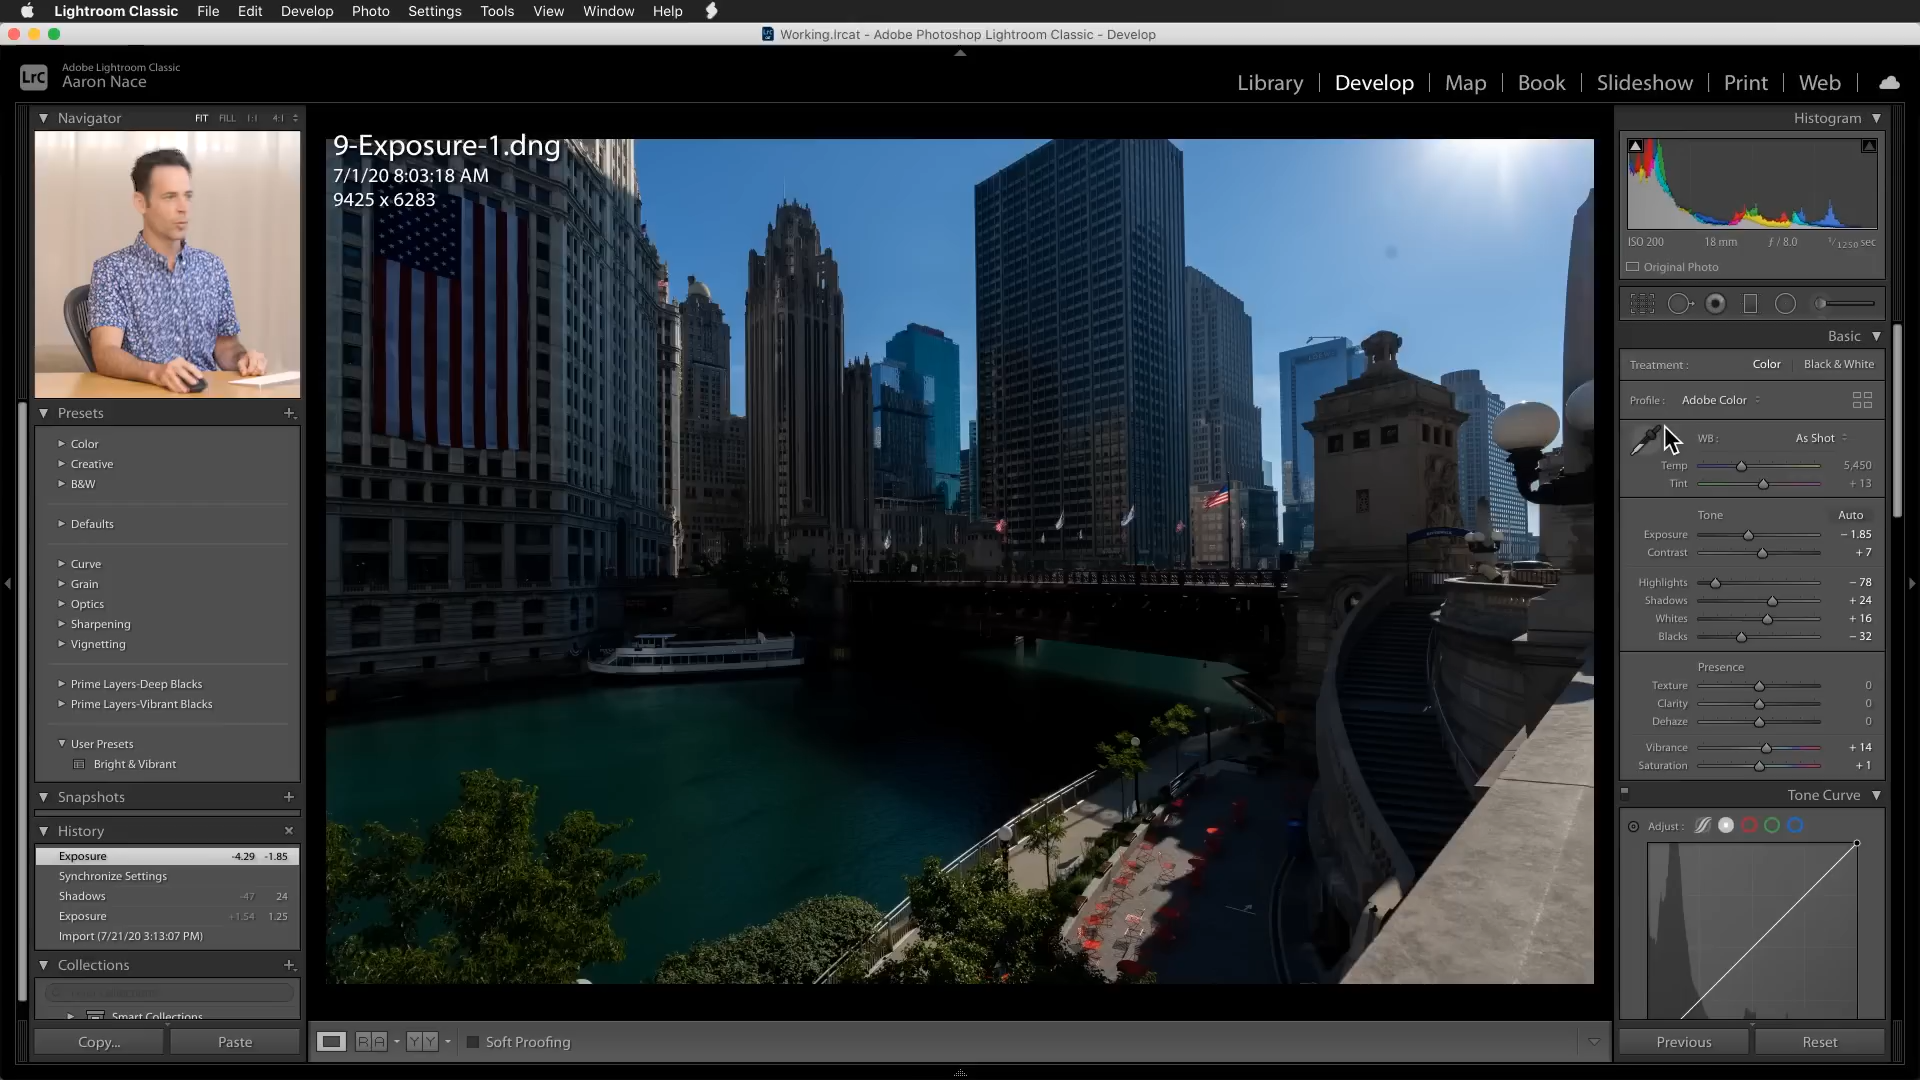 Lightroom Classic File Edit Develop Photo Settings Tools View Window Help
Working.lrcat - Adobe Photoshop Lightroom Classic - Develop
LrC
Adobe Lightroom Classic
Aaron Nace
Library | Develop | Map | Book | Slideshow | Print | Web
Navigator FIT FILL 1:1 4:1
Presets
Color
Creative
B&W
Defaults
Curve
Grain
Optics
Sharpening
Vignetting
Prime Layers-Deep Blacks
Prime Layers-Vibrant Blacks
User Presets
Bright & Vibrant
Snapshots
History
Exposure -4.29 -1.85
Synchronize Settings
Shadows -47 24
Exposure +1.54 1.25
Import (7/21/20 3:13:07 PM)
Collections
Smart Collections
Copy... Paste
9-Exposure-1.dng
7/1/20 8:03:18 AM
9425 x 6283
Soft Proofing
Histogram
ISO 200 18 mm ƒ / 8.0 1/1250 sec
Original Photo
Basic
Treatment : Color Black & White
Profile : Adobe Color
WB : As Shot
Temp 5,450
Tint + 13
Tone Auto
Exposure − 1.85
Contrast + 7
Highlights − 78
Shadows + 24
Whites + 16
Blacks − 32
Presence
Texture 0
Clarity 0
Dehaze 0
Vibrance + 14
Saturation + 1
Tone Curve
Adjust :
Previous Reset